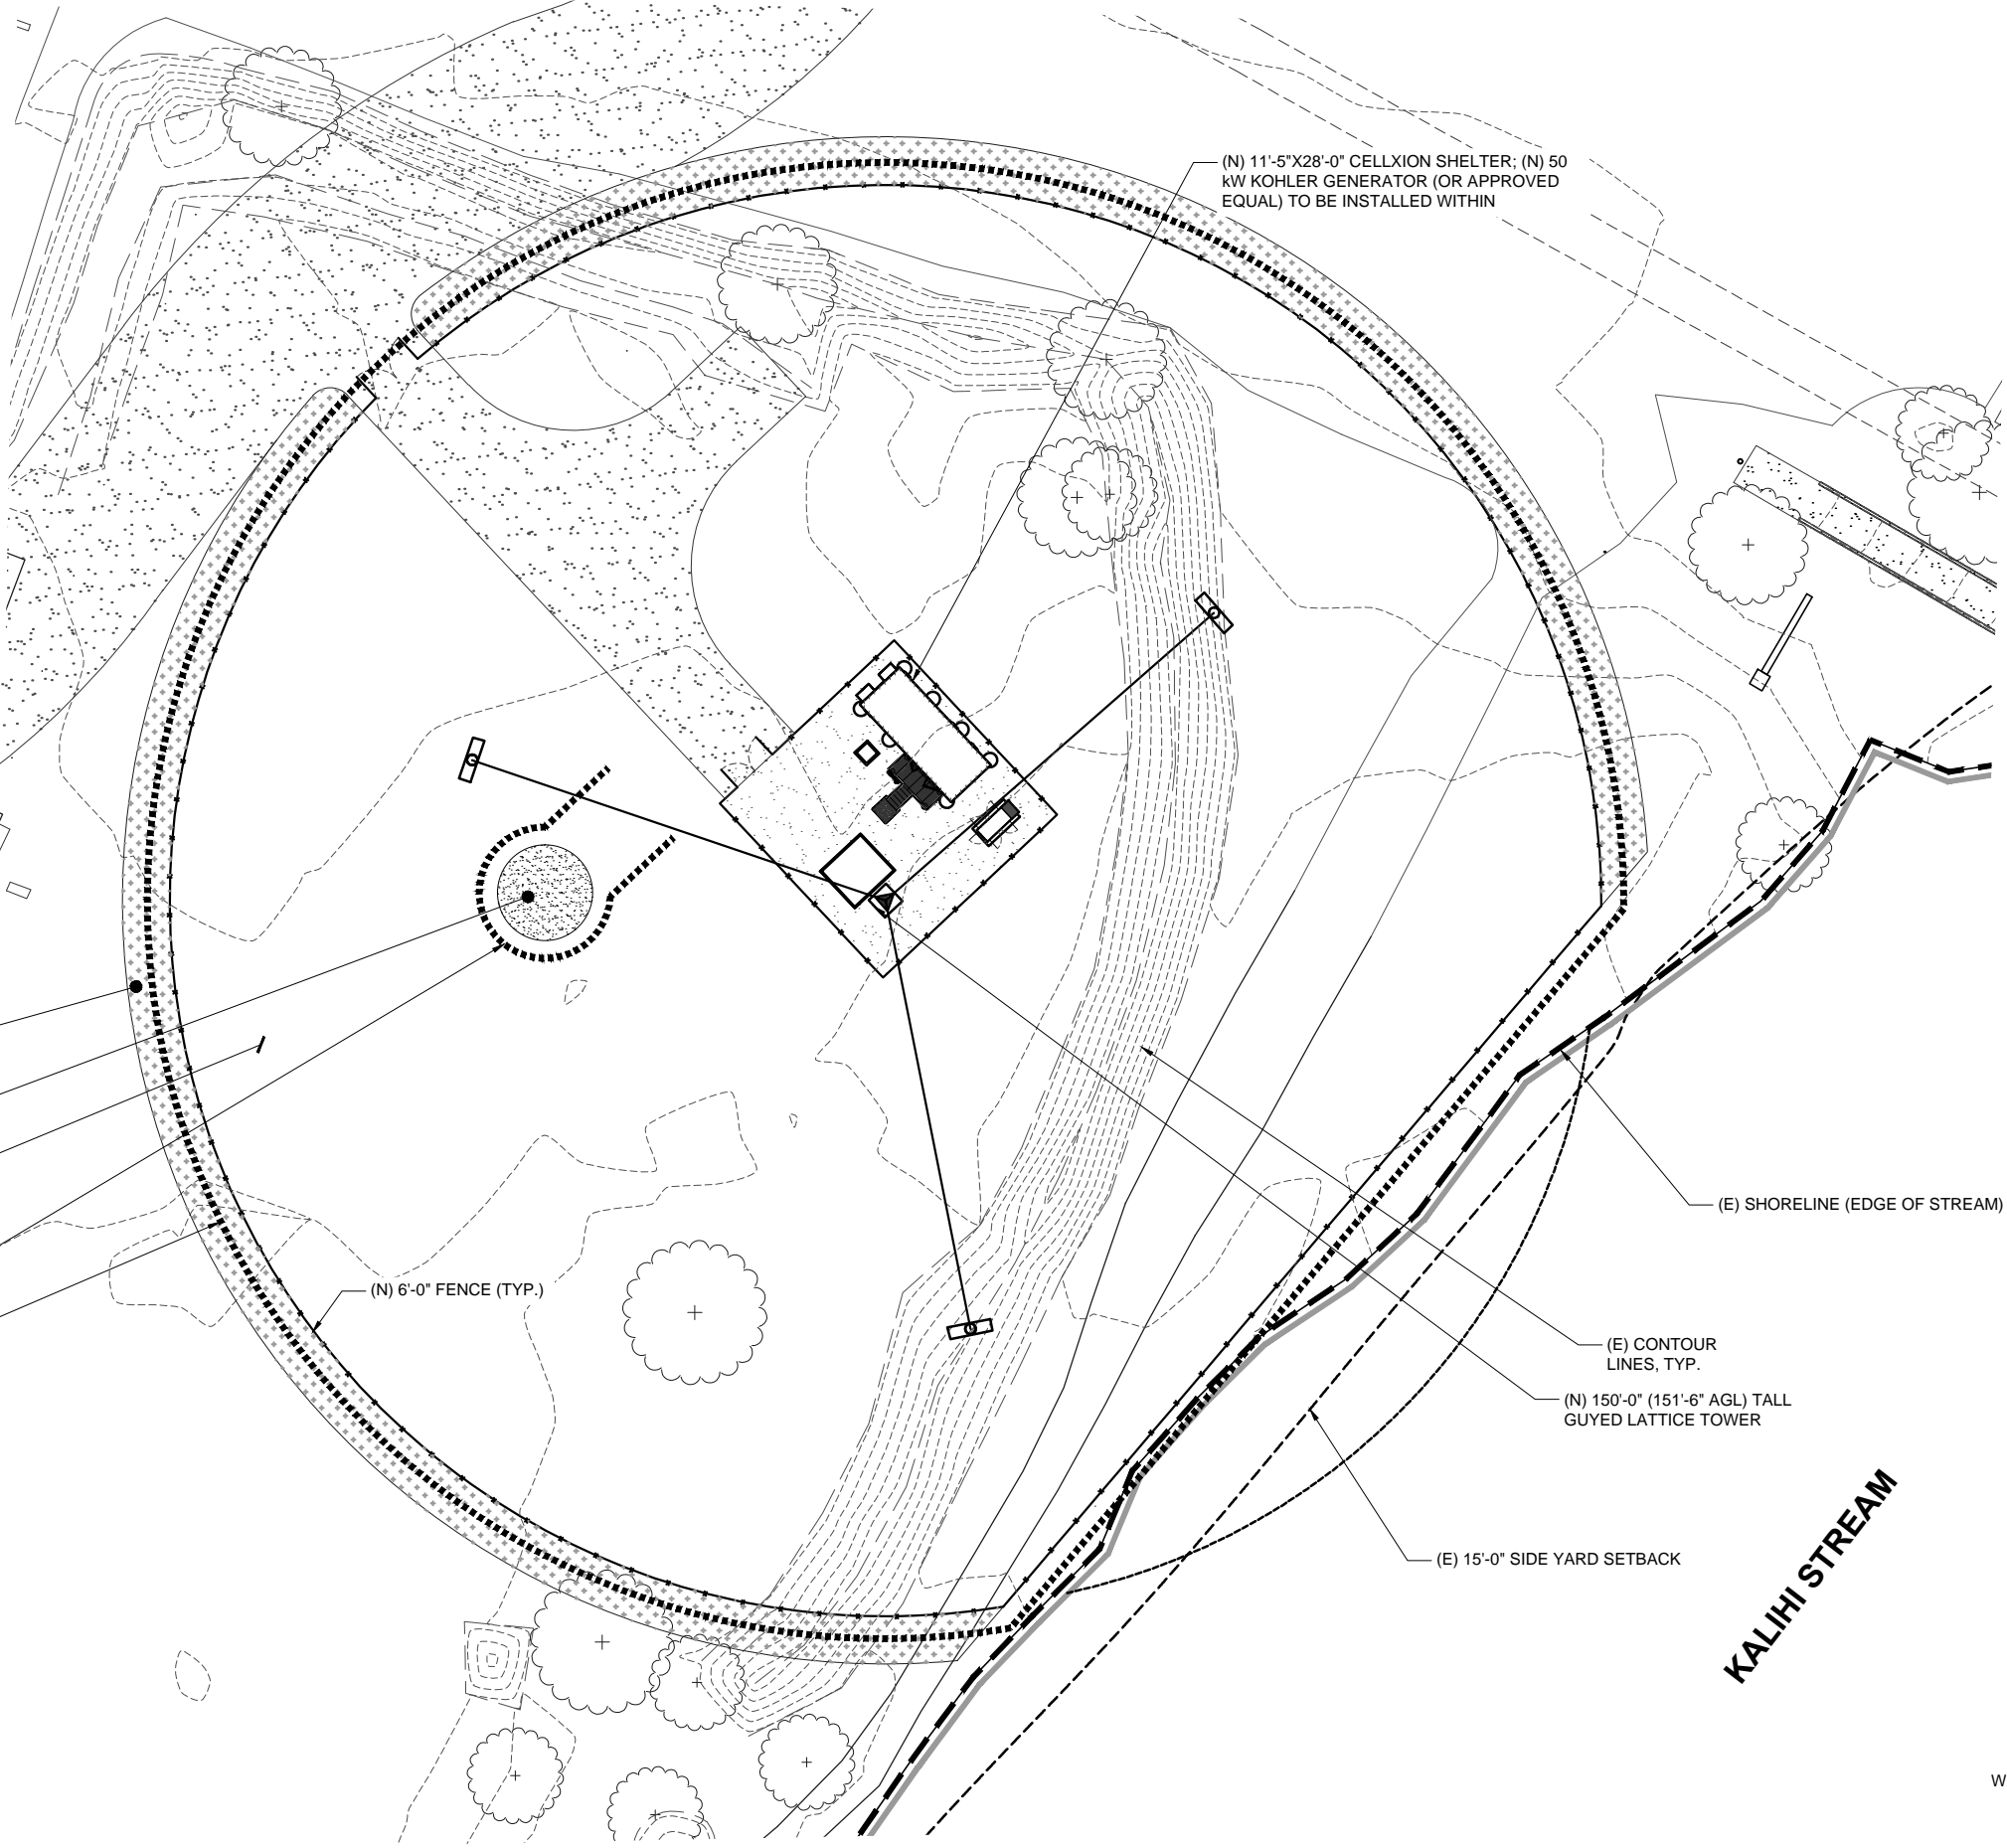 (N) 11'-5"X28'-0" CELLXION SHELTER; (N) 50
kW KOHLER GENERATOR (OR APPROVED
EQUAL) TO BE INSTALLED WITHIN
(E) SHORELINE (EDGE OF STREAM)
(N) 6'-0" FENCE (TYP.)
(E) CONTOUR
LINES, TYP.
(N) 150'-0" (151'-6" AGL) TALL
GUYED LATTICE TOWER
(E) 15'-0" SIDE YARD SETBACK
KALIHI STREAM
W